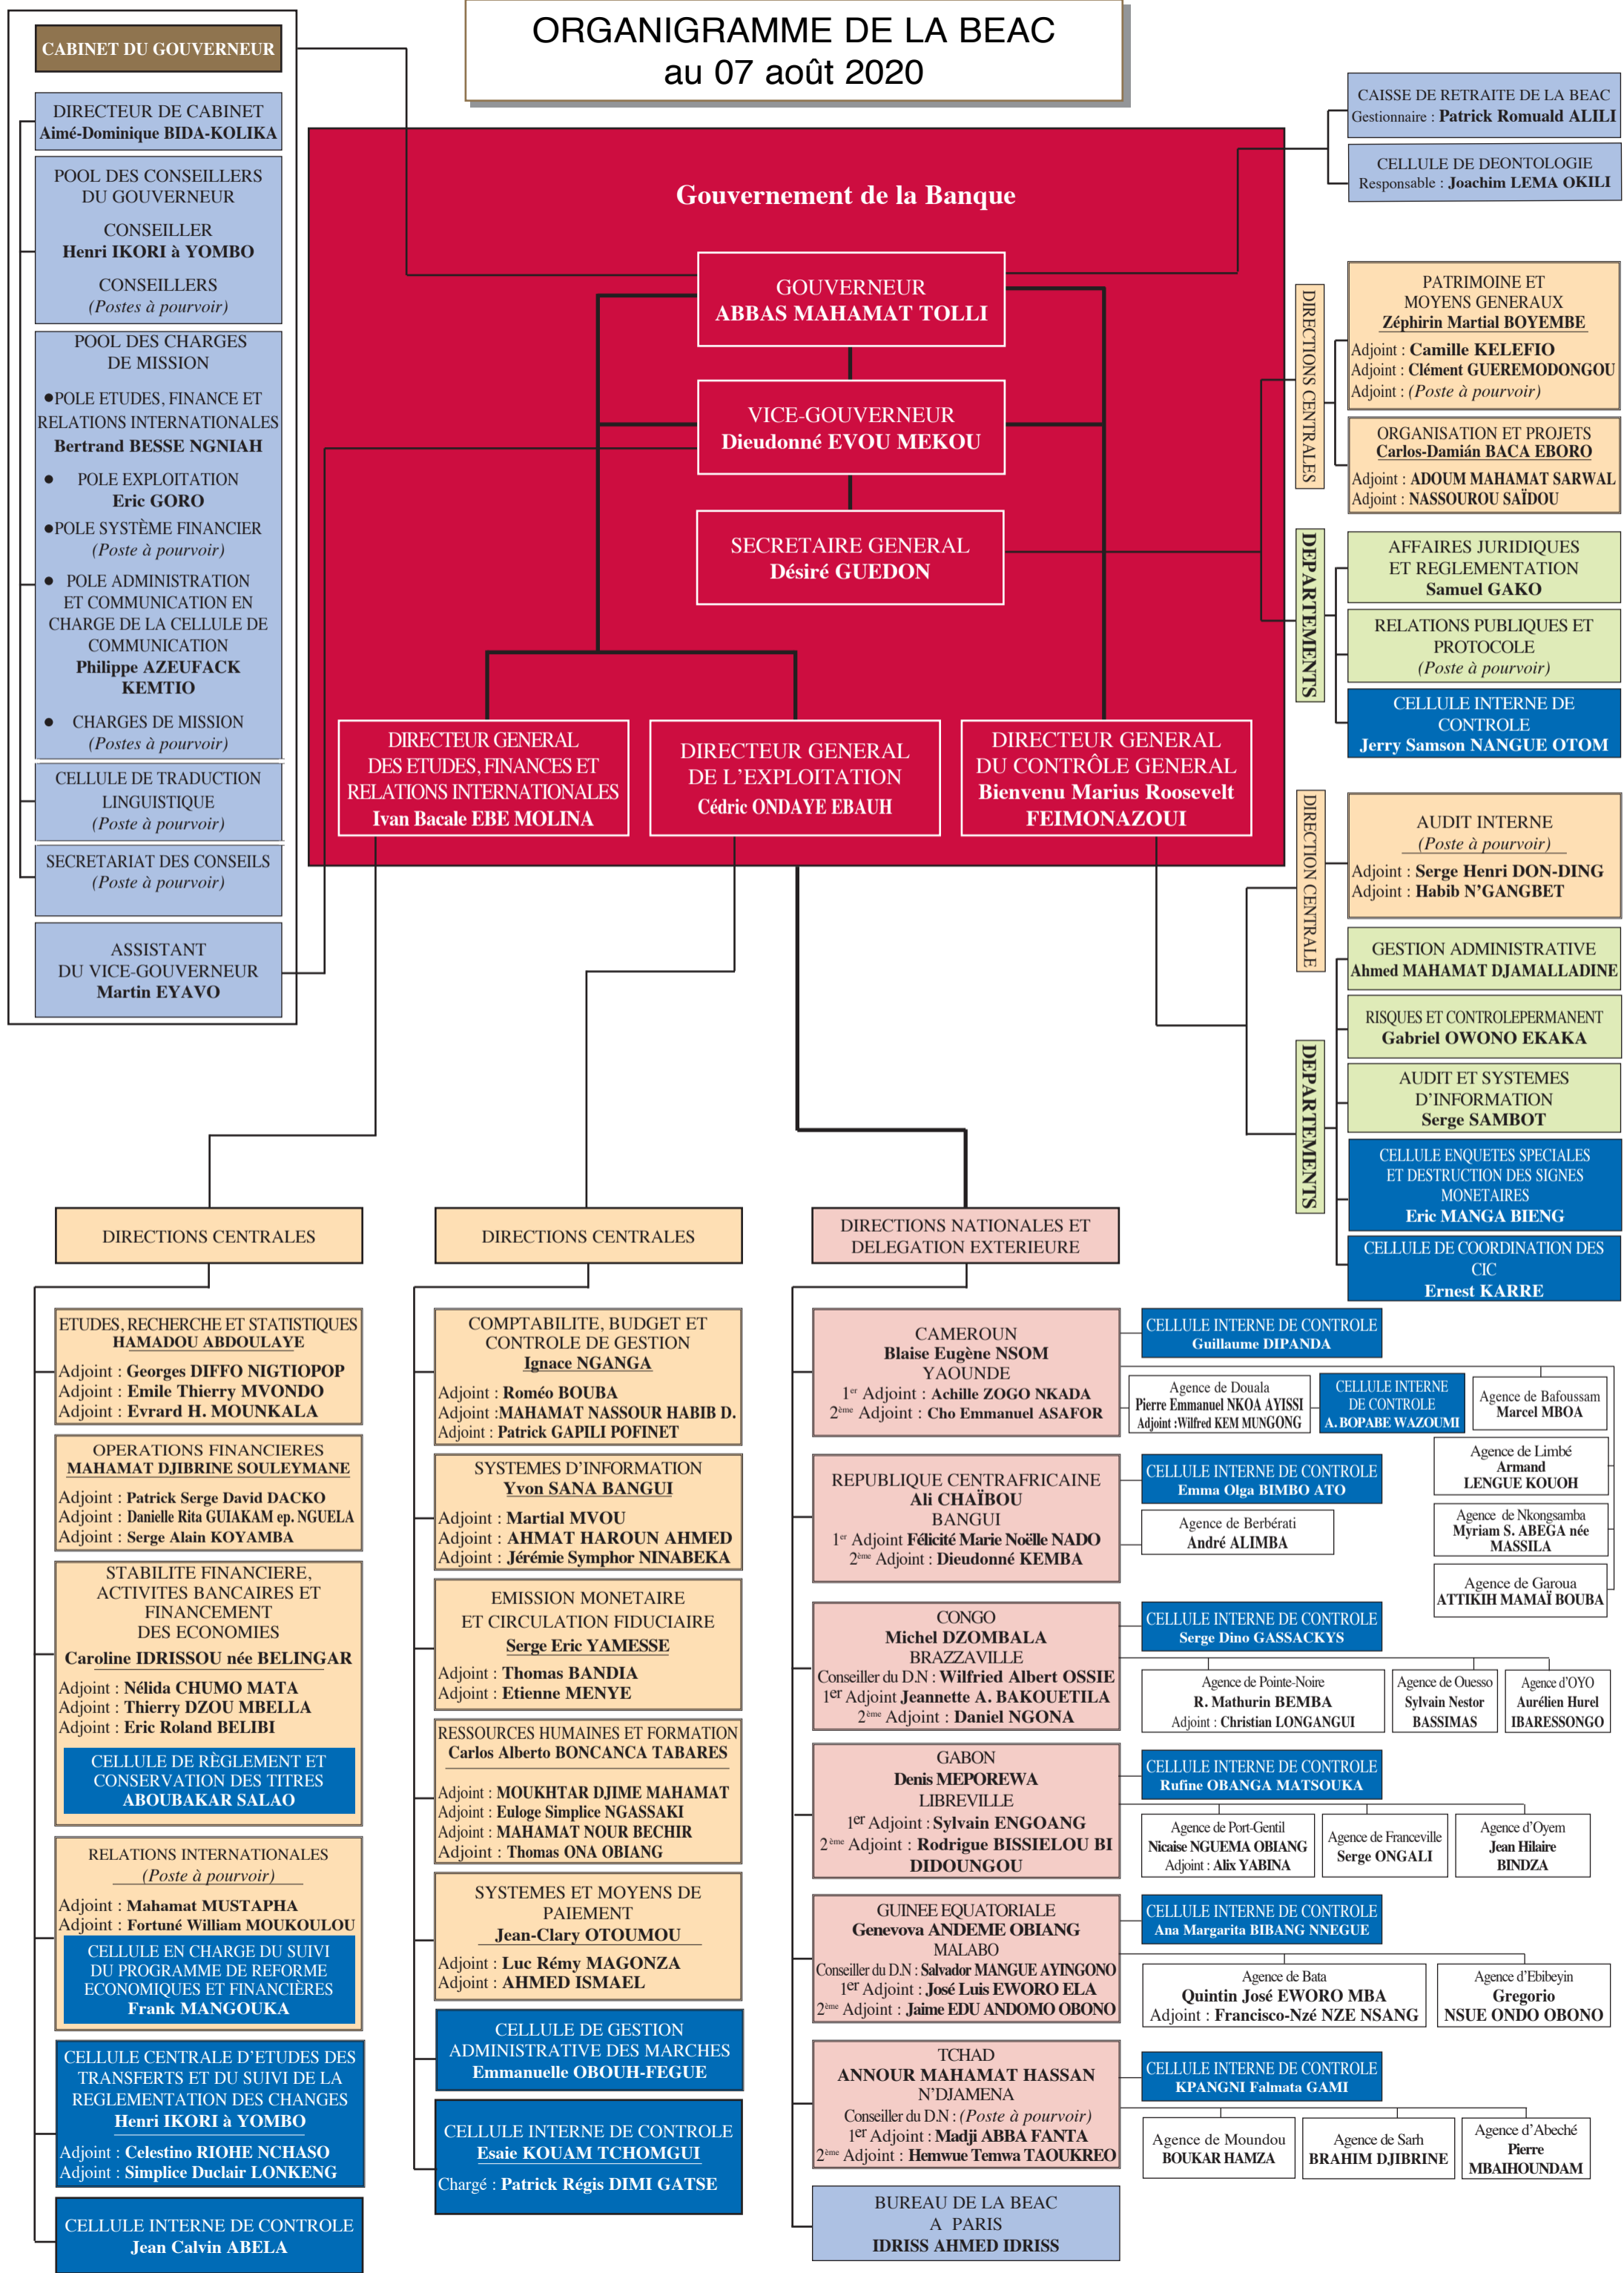 ORGANIGRAMME DE LA BEAC
au 07 août 2020
CABINET DU GOUVERNEUR
DIRECTEUR DE CABINET
Aimé-Dominique BIDA-KOLIKA
POOL DES CONSEILLERS
DU GOUVERNEUR
CONSEILLER
Henri IKORI à YOMBO
CONSEILLERS
(Postes à pourvoir)
POOL DES CHARGES
DE MISSION
●POLE ETUDES, FINANCE ET
RELATIONS INTERNATIONALES
Bertrand BESSE NGNIAH
● POLE EXPLOITATION
Eric GORO
●POLE SYSTÈME FINANCIER
(Poste à pourvoir)
● POLE ADMINISTRATION
ET COMMUNICATION EN
CHARGE DE LA CELLULE DE
COMMUNICATION
Philippe AZEUFACK
KEMTIO
● CHARGES DE MISSION
(Postes à pourvoir)
CELLULE DE TRADUCTION
LINGUISTIQUE
(Poste à pourvoir)
SECRETARIAT DES CONSEILS
(Poste à pourvoir)
ASSISTANT
DU VICE-GOUVERNEUR
Martin EYAVO
Gouvernement de la Banque
GOUVERNEUR
ABBAS MAHAMAT TOLLI
VICE-GOUVERNEUR
Dieudonné EVOU MEKOU
SECRETAIRE GENERAL
Désiré GUEDON
DIRECTEUR GENERAL
DES ETUDES, FINANCES ET
RELATIONS INTERNATIONALES
Ivan Bacale EBE MOLINA
DIRECTEUR GENERAL
DE L'EXPLOITATION
Cédric ONDAYE EBAUH
DIRECTEUR GENERAL
DU CONTRÔLE GENERAL
Bienvenu Marius Roosevelt
FEIMONAZOUI
CAISSE DE RETRAITE DE LA BEAC
Gestionnaire : Patrick Romuald ALILI
CELLULE DE DEONTOLOGIE
Responsable : Joachim LEMA OKILI
DIRECTIONS CENTRALES
PATRIMOINE ET
MOYENS GENERAUX
Zéphirin Martial BOYEMBE
Adjoint : Camille KELEFIO
Adjoint : Clément GUEREMODONGOU
Adjoint : (Poste à pourvoir)
ORGANISATION ET PROJETS
Carlos-Damián BACA EBORO
Adjoint : ADOUM MAHAMAT SARWAL
Adjoint : NASSOUROU SAÏDOU
DEPARTEMENTS
AFFAIRES JURIDIQUES
ET REGLEMENTATION
Samuel GAKO
RELATIONS PUBLIQUES ET
PROTOCOLE
(Poste à pourvoir)
CELLULE INTERNE DE
CONTROLE
Jerry Samson NANGUE OTOM
DIRECTION CENTRALE
AUDIT INTERNE
(Poste à pourvoir)
Adjoint : Serge Henri DON-DING
Adjoint : Habib N'GANGBET
DEPARTEMENTS
GESTION ADMINISTRATIVE
Ahmed MAHAMAT DJAMALLADINE
RISQUES ET CONTROLEPERMANENT
Gabriel OWONO EKAKA
AUDIT ET SYSTEMES
D'INFORMATION
Serge SAMBOT
CELLULE ENQUETES SPECIALES
ET DESTRUCTION DES SIGNES
MONETAIRES
Eric MANGA BIENG
CELLULE DE COORDINATION DES
CIC
Ernest KARRE
DIRECTIONS CENTRALES
ETUDES, RECHERCHE ET STATISTIQUES
HAMADOU ABDOULAYE
Adjoint : Georges DIFFO NIGTIOPOP
Adjoint : Emile Thierry MVONDO
Adjoint : Evrard H. MOUNKALA
OPERATIONS FINANCIERES
MAHAMAT DJIBRINE SOULEYMANE
Adjoint : Patrick Serge David DACKO
Adjoint : Danielle Rita GUIAKAM ep. NGUELA
Adjoint : Serge Alain KOYAMBA
STABILITE FINANCIERE,
ACTIVITES BANCAIRES ET
FINANCEMENT
DES ECONOMIES
Caroline IDRISSOU née BELINGAR
Adjoint : Nélida CHUMO MATA
Adjoint : Thierry DZOU MBELLA
Adjoint : Eric Roland BELIBI
CELLULE DE RÈGLEMENT ET
CONSERVATION DES TITRES
ABOUBAKAR SALAO
RELATIONS INTERNATIONALES
(Poste à pourvoir)
Adjoint : Mahamat MUSTAPHA
Adjoint : Fortuné William MOUKOULOU
CELLULE EN CHARGE DU SUIVI
DU PROGRAMME DE REFORME
ECONOMIQUES ET FINANCIÈRES
Frank MANGOUKA
CELLULE CENTRALE D'ETUDES DES
TRANSFERTS ET DU SUIVI DE LA
REGLEMENTATION DES CHANGES
Henri IKORI à YOMBO
Adjoint : Celestino RIOHE NCHASO
Adjoint : Simplice Duclair LONKENG
CELLULE INTERNE DE CONTROLE
Jean Calvin ABELA
DIRECTIONS CENTRALES
COMPTABILITE, BUDGET ET
CONTROLE DE GESTION
Ignace NGANGA
Adjoint : Roméo BOUBA
Adjoint :MAHAMAT NASSOUR HABIB D.
Adjoint : Patrick GAPILI POFINET
SYSTEMES D'INFORMATION
Yvon SANA BANGUI
Adjoint : Martial MVOU
Adjoint : AHMAT HAROUN AHMED
Adjoint : Jérémie Symphor NINABEKA
EMISSION MONETAIRE
ET CIRCULATION FIDUCIAIRE
Serge Eric YAMESSE
Adjoint : Thomas BANDIA
Adjoint : Etienne MENYE
RESSOURCES HUMAINES ET FORMATION
Carlos Alberto BONCANCA TABARES
Adjoint : MOUKHTAR DJIME MAHAMAT
Adjoint : Euloge Simplice NGASSAKI
Adjoint : MAHAMAT NOUR BECHIR
Adjoint : Thomas ONA OBIANG
SYSTEMES ET MOYENS DE
PAIEMENT
Jean-Clary OTOUMOU
Adjoint : Luc Rémy MAGONZA
Adjoint : AHMED ISMAEL
CELLULE DE GESTION
ADMINISTRATIVE DES MARCHES
Emmanuelle OBOUH-FEGUE
CELLULE INTERNE DE CONTROLE
Esaie KOUAM TCHOMGUI
Chargé : Patrick Régis DIMI GATSE
DIRECTIONS NATIONALES ET
DELEGATION EXTERIEURE
CAMEROUN
Blaise Eugène NSOM
YAOUNDE
1er Adjoint : Achille ZOGO NKADA
2ème Adjoint : Cho Emmanuel ASAFOR
CELLULE INTERNE DE CONTROLE
Guillaume DIPANDA
Agence de Douala
Pierre Emmanuel NKOA AYISSI
Adjoint :Wilfred KEM MUNGONG
CELLULE INTERNE
DE CONTROLE
A. BOPABE WAZOUMI
Agence de Bafoussam
Marcel MBOA
Agence de Limbé
Armand
LENGUE KOUOH
Agence de Nkongsamba
Myriam S. ABEGA née
MASSILA
Agence de Garoua
ATTIKIH MAMAÏ BOUBA
REPUBLIQUE CENTRAFRICAINE
Ali CHAÏBOU
BANGUI
1er Adjoint Félicité Marie Noëlle NADO
2ème Adjoint : Dieudonné KEMBA
CELLULE INTERNE DE CONTROLE
Emma Olga BIMBO ATO
Agence de Berbérati
André ALIMBA
CONGO
Michel DZOMBALA
BRAZZAVILLE
Conseiller du D.N : Wilfried Albert OSSIE
1er Adjoint Jeannette A. BAKOUETILA
2ème Adjoint : Daniel NGONA
CELLULE INTERNE DE CONTROLE
Serge Dino GASSACKYS
Agence de Pointe-Noire
R. Mathurin BEMBA
Adjoint : Christian LONGANGUI
Agence de Ouesso
Sylvain Nestor
BASSIMAS
Agence d'OYO
Aurélien Hurel
IBARESSONGO
GABON
Denis MEPOREWA
LIBREVILLE
1er Adjoint : Sylvain ENGOANG
2ème Adjoint : Rodrigue BISSIELOU BI
DIDOUNGOU
CELLULE INTERNE DE CONTROLE
Rufine OBANGA MATSOUKA
Agence de Port-Gentil
Nicaise NGUEMA OBIANG
Adjoint : Alix YABINA
Agence de Franceville
Serge ONGALI
Agence d'Oyem
Jean Hilaire
BINDZA
GUINEE EQUATORIALE
Genevova ANDEME OBIANG
MALABO
Conseiller du D.N : Salvador MANGUE AYINGONO
1er Adjoint : José Luis EWORO ELA
2ème Adjoint : Jaime EDU ANDOMO OBONO
CELLULE INTERNE DE CONTROLE
Ana Margarita BIBANG NNEGUE
Agence de Bata
Quintin José EWORO MBA
Adjoint : Francisco-Nzé NZE NSANG
Agence d'Ebibeyin
Gregorio
NSUE ONDO OBONO
TCHAD
ANNOUR MAHAMAT HASSAN
N'DJAMENA
Conseiller du D.N : (Poste à pourvoir)
1er Adjoint : Madji ABBA FANTA
2ème Adjoint : Hemwue Temwa TAOUKREO
CELLULE INTERNE DE CONTROLE
KPANGNI Falmata GAMI
Agence de Moundou
BOUKAR HAMZA
Agence de Sarh
BRAHIM DJIBRINE
Agence d'Abeché
Pierre
MBAIHOUNDAM
BUREAU DE LA BEAC
A PARIS
IDRISS AHMED IDRISS